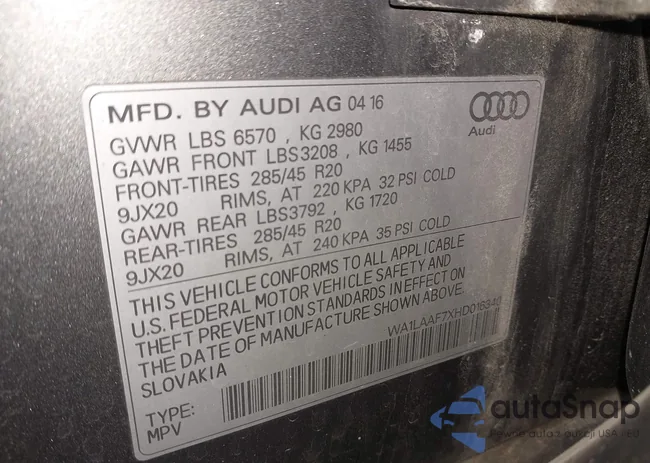 MFD. BY AUDI AG 04 16
Audi
GVWR LBS 6570 , KG 2980
GAWR FRONT LBS3208 , KG 1455
FRONT-TIRES 285/45 R20
9JX20 RIMS, AT 220 KPA 32 PSI COLD
GAWR REAR LBS3792 , KG 1720
REAR-TIRES 285/45 R20
9JX20 RIMS, AT 240 KPA 35 PSI COLD
THIS VEHICLE CONFORMS TO ALL APPLICABLE
U.S. FEDERAL MOTOR VEHICLE SAFETY AND
THEFT PREVENTION STANDARDS IN EFFECT ON
THE DATE OF MANUFACTURE SHOWN ABOVE.
SLOVAKIA
WA1LAAF7XHD016340
TYPE:
MPV
autoSnap